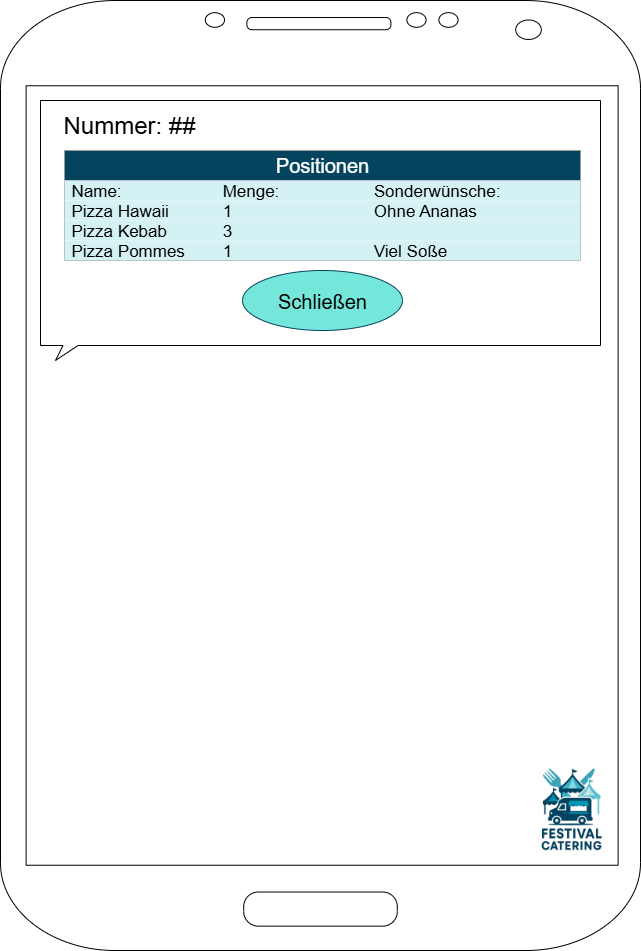 Nummer: ##
Positionen
Name: Menge: Sonderwünsche:
Pizza Hawaii 1 Ohne Ananas
Pizza Kebab 3
Pizza Pommes 1 Viel Soße
Schließen
FESTIVAL
CATERING